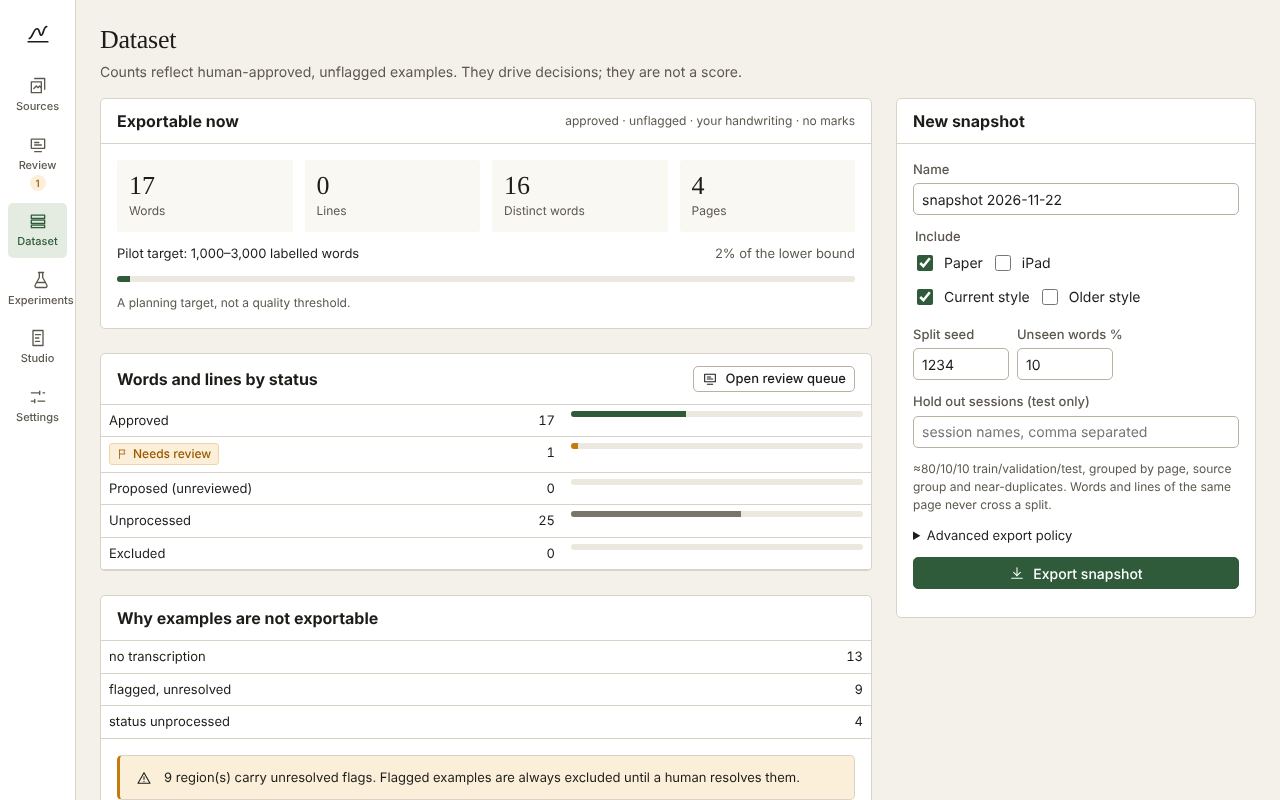 Sources
Review
1
Dataset
Experiments
Studio
Settings
Dataset
Counts reflect human-approved, unflagged examples. They drive decisions; they are not a score.
Exportable now
approved · unflagged · your handwriting · no marks
17
Words
0
Lines
16
Distinct words
4
Pages
Pilot target: 1,000–3,000 labelled words
2% of the lower bound
A planning target, not a quality threshold.
Words and lines by status
Open review queue
Approved 17
Needs review 1
Proposed (unreviewed) 0
Unprocessed 25
Excluded 0
Why examples are not exportable
no transcription 13
flagged, unresolved 9
status unprocessed 4
9 region(s) carry unresolved flags. Flagged examples are always excluded until a human resolves them.
New snapshot
Name
snapshot 2026-11-22
Include
Paper iPad
Current style Older style
Split seed Unseen words %
1234 10
Hold out sessions (test only)
session names, comma separated
≈80/10/10 train/validation/test, grouped by page, source
group and near-duplicates. Words and lines of the same
page never cross a split.
Advanced export policy
Export snapshot